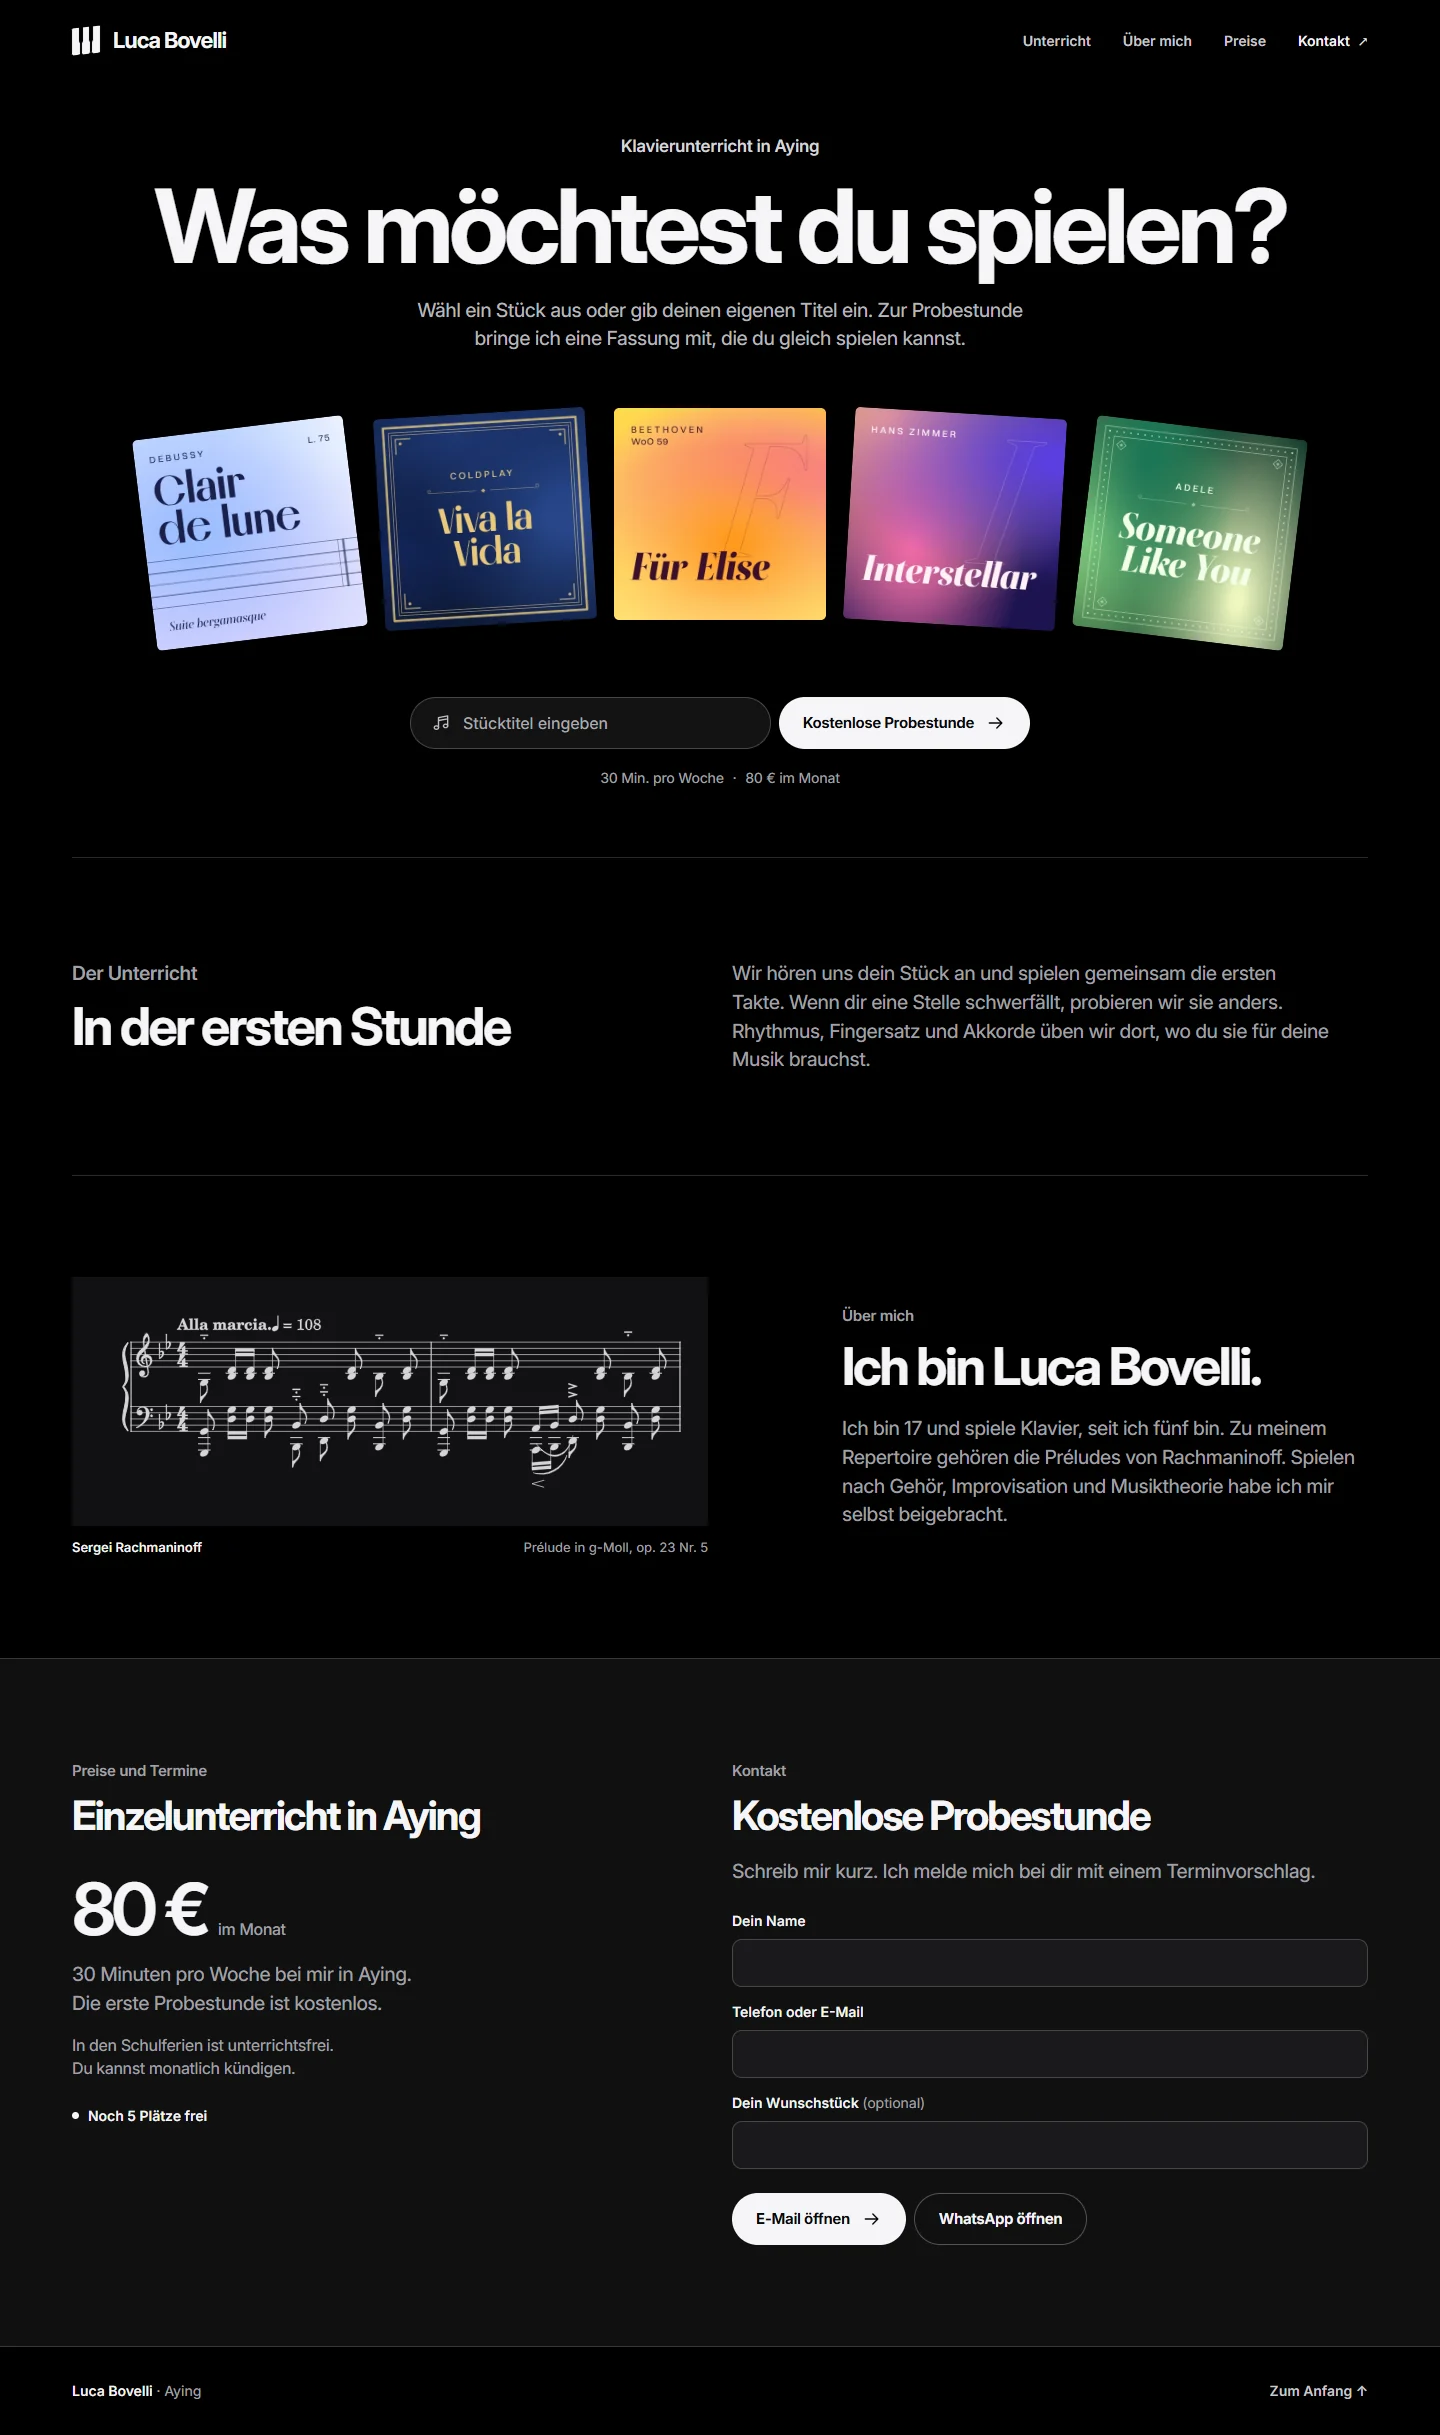 Luca Bovelli
Unterricht
Über mich
Preise
Kontakt ↗
Klavierunterricht in Aying
Was möchtest du spielen?
Wähl ein Stück aus oder gib deinen eigenen Titel ein. Zur Probestunde
bringe ich eine Fassung mit, die du gleich spielen kannst.
DEBUSSY
L. 75
Clair
de lune
Suite bergamasque
COLDPLAY
Viva la
Vida
BEETHOVEN
WoO 59
F
Für Elise
HANS ZIMMER
I
Interstellar
ADELE
Someone
Like You
Stücktitel eingeben
Kostenlose Probestunde →
30 Min. pro Woche · 80 € im Monat
Der Unterricht
In der ersten Stunde
Wir hören uns dein Stück an und spielen gemeinsam die ersten
Takte. Wenn dir eine Stelle schwerfällt, probieren wir sie anders.
Rhythmus, Fingersatz und Akkorde üben wir dort, wo du sie für deine
Musik brauchst.
Alla marcia. ♩ = 108
Sergei Rachmaninoff
Prélude in g-Moll, op. 23 Nr. 5
Über mich
Ich bin Luca Bovelli.
Ich bin 17 und spiele Klavier, seit ich fünf bin. Zu meinem
Repertoire gehören die Préludes von Rachmaninoff. Spielen
nach Gehör, Improvisation und Musiktheorie habe ich mir
selbst beigebracht.
Preise und Termine
Einzelunterricht in Aying
80 € im Monat
30 Minuten pro Woche bei mir in Aying.
Die erste Probestunde ist kostenlos.
In den Schulferien ist unterrichtsfrei.
Du kannst monatlich kündigen.
Noch 5 Plätze frei
Kontakt
Kostenlose Probestunde
Schreib mir kurz. Ich melde mich bei dir mit einem Terminvorschlag.
Dein Name
Telefon oder E-Mail
Dein Wunschstück (optional)
E-Mail öffnen →
WhatsApp öffnen
Luca Bovelli · Aying
Zum Anfang ↑